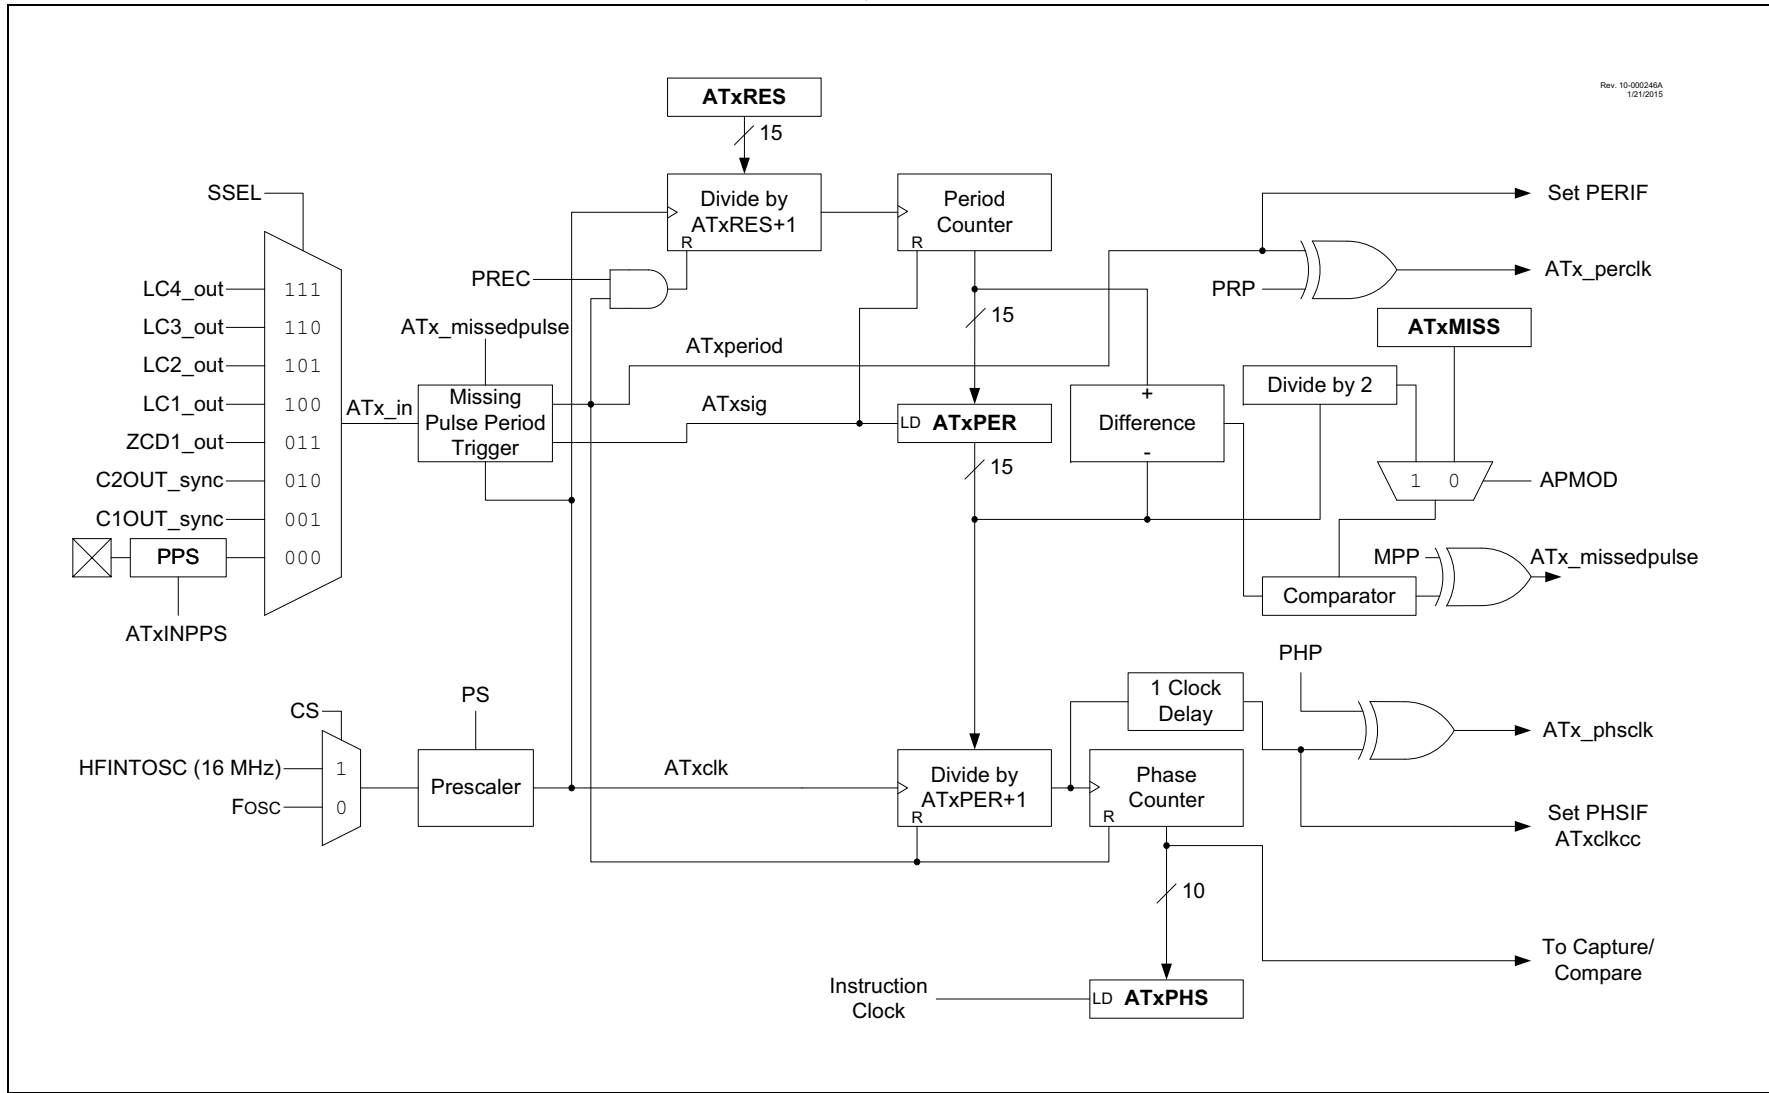 Rev. 10-000246A
1/21/2015
ATxRES
15
SSEL
Divide by
ATxRES+1
R
Period
Counter
R
Set PERIF
PREC
ATx_perclk
PRP
LC4_out
111
LC3_out
110
LC2_out
101
LC1_out
100
ZCD1_out
011
C2OUT_sync
010
C1OUT_sync
001
PPS
000
ATxINPPS
ATx_in
ATx_missedpulse
Missing
Pulse Period
Trigger
ATxperiod
ATxsig
15
LD ATxPER
15
+
Difference
-
ATxMISS
Divide by 2
1 0
APMOD
MPP
ATx_missedpulse
Comparator
PHP
CS
PS
HFINTOSC (16 MHz)
1
FOSC
0
Prescaler
ATxclk
Divide by
ATxPER+1
R
1 Clock
Delay
Phase
Counter
R
ATx_phsclk
Set PHSIF
ATxclkcc
10
To Capture/
Compare
Instruction
Clock
LD ATxPHS